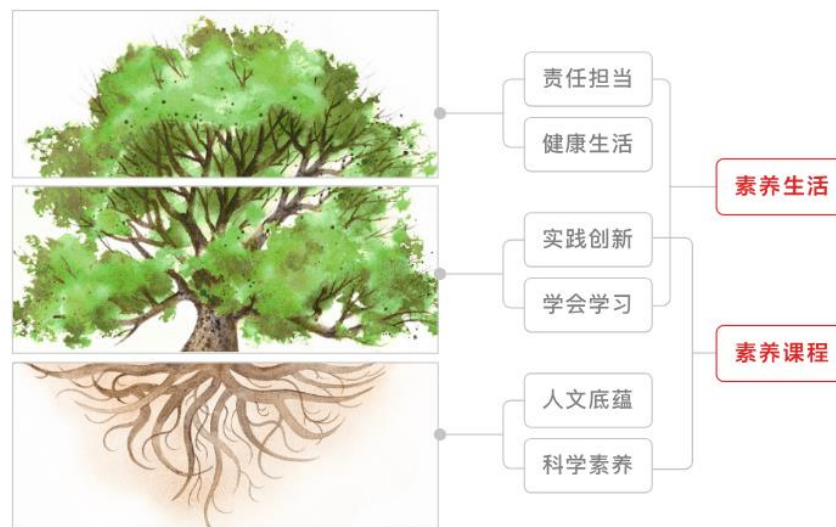 责任担当
健康生活
素养生活
实践创新
学会学习
素养课程
人文底蕴
科学素养